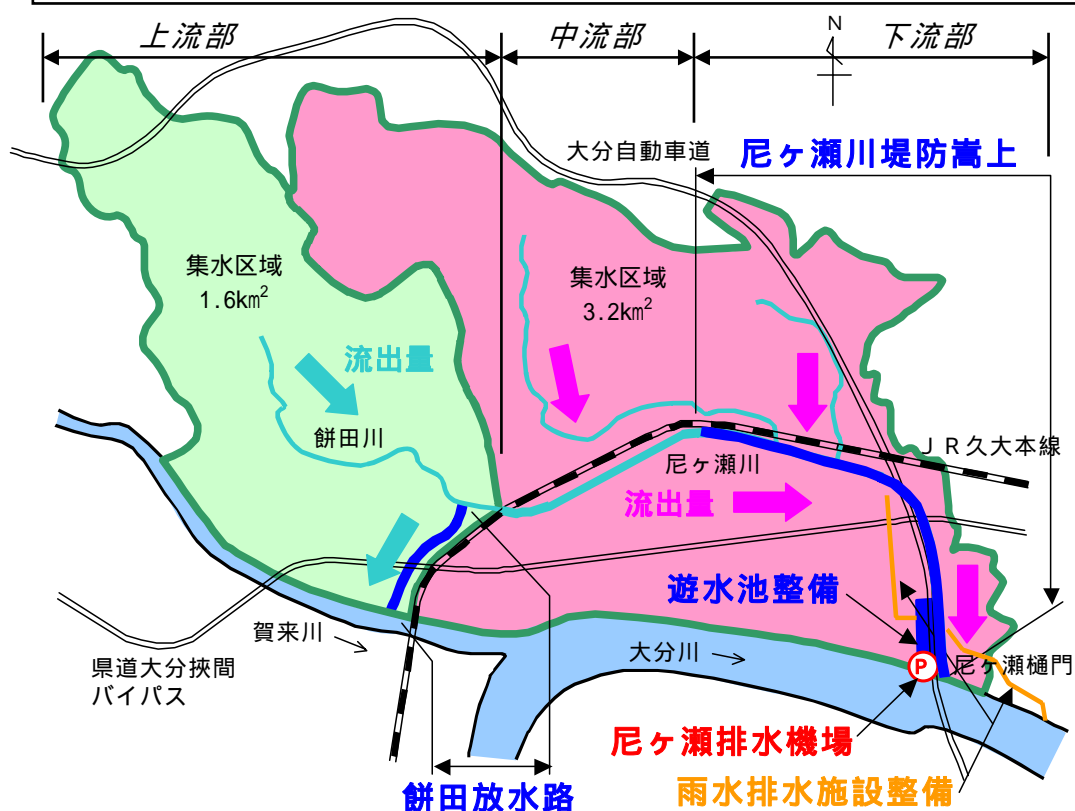 上流部
中流部
下流部
N
大分自動車道
尼ヶ瀬川堤防嵩上
集水区域
1.6km²
集水区域
3.2km²
流出量
餅田川
JR久大本線
尼ヶ瀬川
流出量
遊水池整備
賀来川
大分川
県道大分挾間
バイパス
P
尼ヶ瀬樋門
尼ヶ瀬排水機場
餅田放水路
雨水排水施設整備